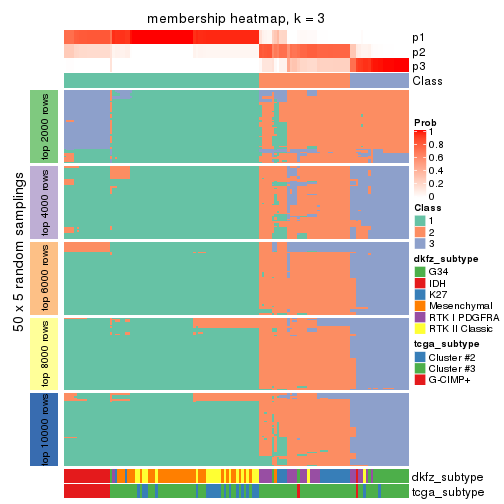 membership heatmap, k = 3
p1
p2
p3
Class
50 x 5 random samplings
top 2000 rows
top 4000 rows
top 6000 rows
top 8000 rows
top 10000 rows
Prob
1
0.8
0.6
0.4
0.2
0
Class
1
2
3
dkfz_subtype
G34
IDH
K27
Mesenchymal
RTK I PDGFRA
RTK II Classic
tcga_subtype
Cluster #2
Cluster #3
G-CIMP+
dkfz_subtype
tcga_subtype